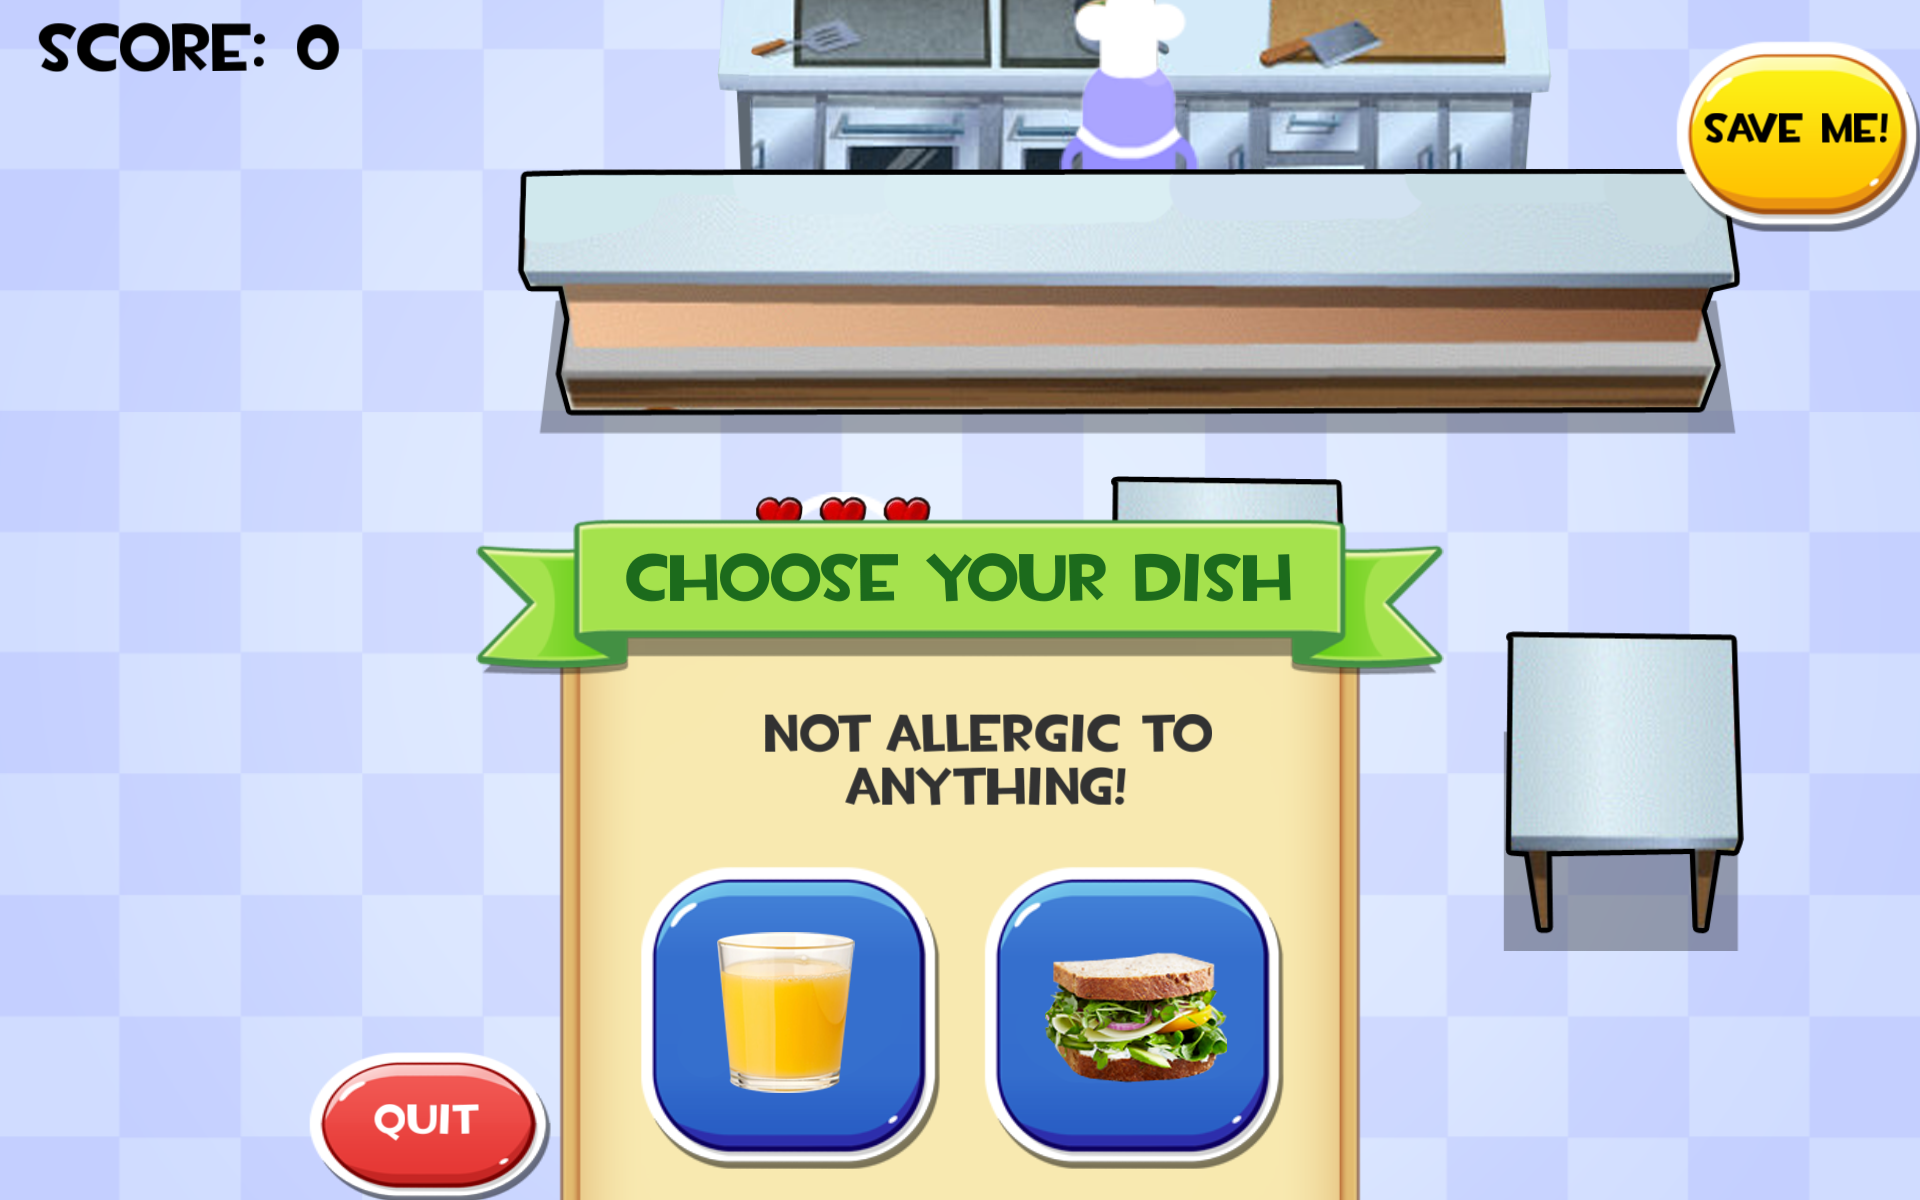 SCORE: 0
SAVE ME!
CHOOSE YOUR DISH
NOT ALLERGIC TO
ANYTHING!
QUIT